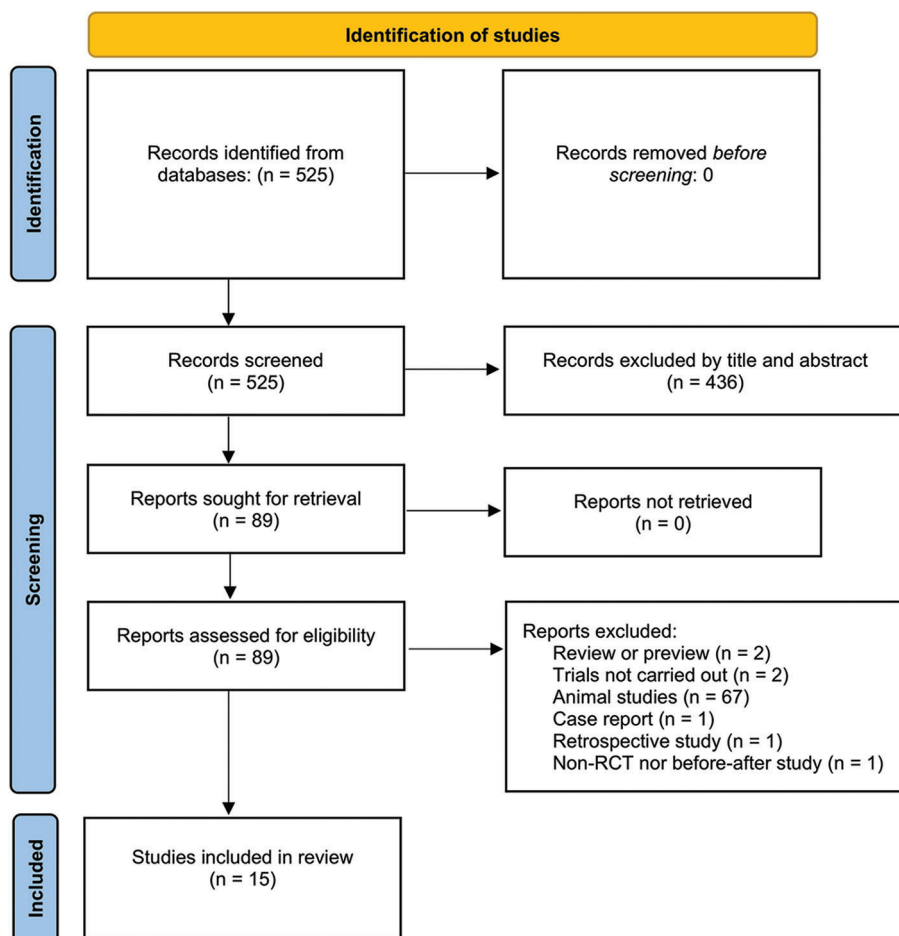 Identification of studies
Identification
Records identified from
databases: (n = 525)
Records removed before
screening: 0
Screening
Records screened
(n = 525)
Records excluded by title and abstract
(n = 436)
Reports sought for retrieval
(n = 89)
Reports not retrieved
(n = 0)
Reports assessed for eligibility
(n = 89)
Reports excluded:
Review or preview (n = 2)
Trials not carried out (n = 2)
Animal studies (n = 67)
Case report (n = 1)
Retrospective study (n = 1)
Non-RCT nor before-after study (n = 1)
Included
Studies included in review
(n = 15)